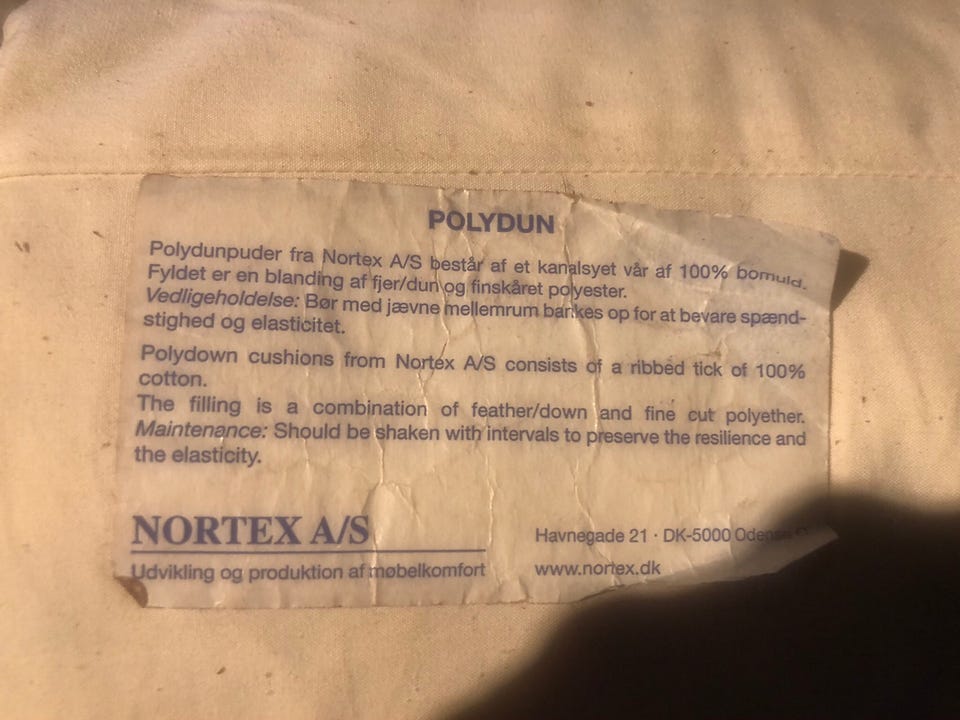 POLYDUN
Polydunpuder fra Nortex A/S består af et kanalsyet vår af 100% bomuld.
Fyldet er en blanding af fjer/dun og finskåret polyester.
Vedligeholdelse: Bør med jævne mellemrum bankes op for at bevare spænd-
stighed og elasticitet.
Polydown cushions from Nortex A/S consists of a ribbed tick of 100%
cotton.
The filling is a combination of feather/down and fine cut polyether.
Maintenance: Should be shaken with intervals to preserve the resilience and
the elasticity.
NORTEX A/S
Udvikling og produktion af møbelkomfort
Havnegade 21 · DK-5000 Odense
www.nortex.dk